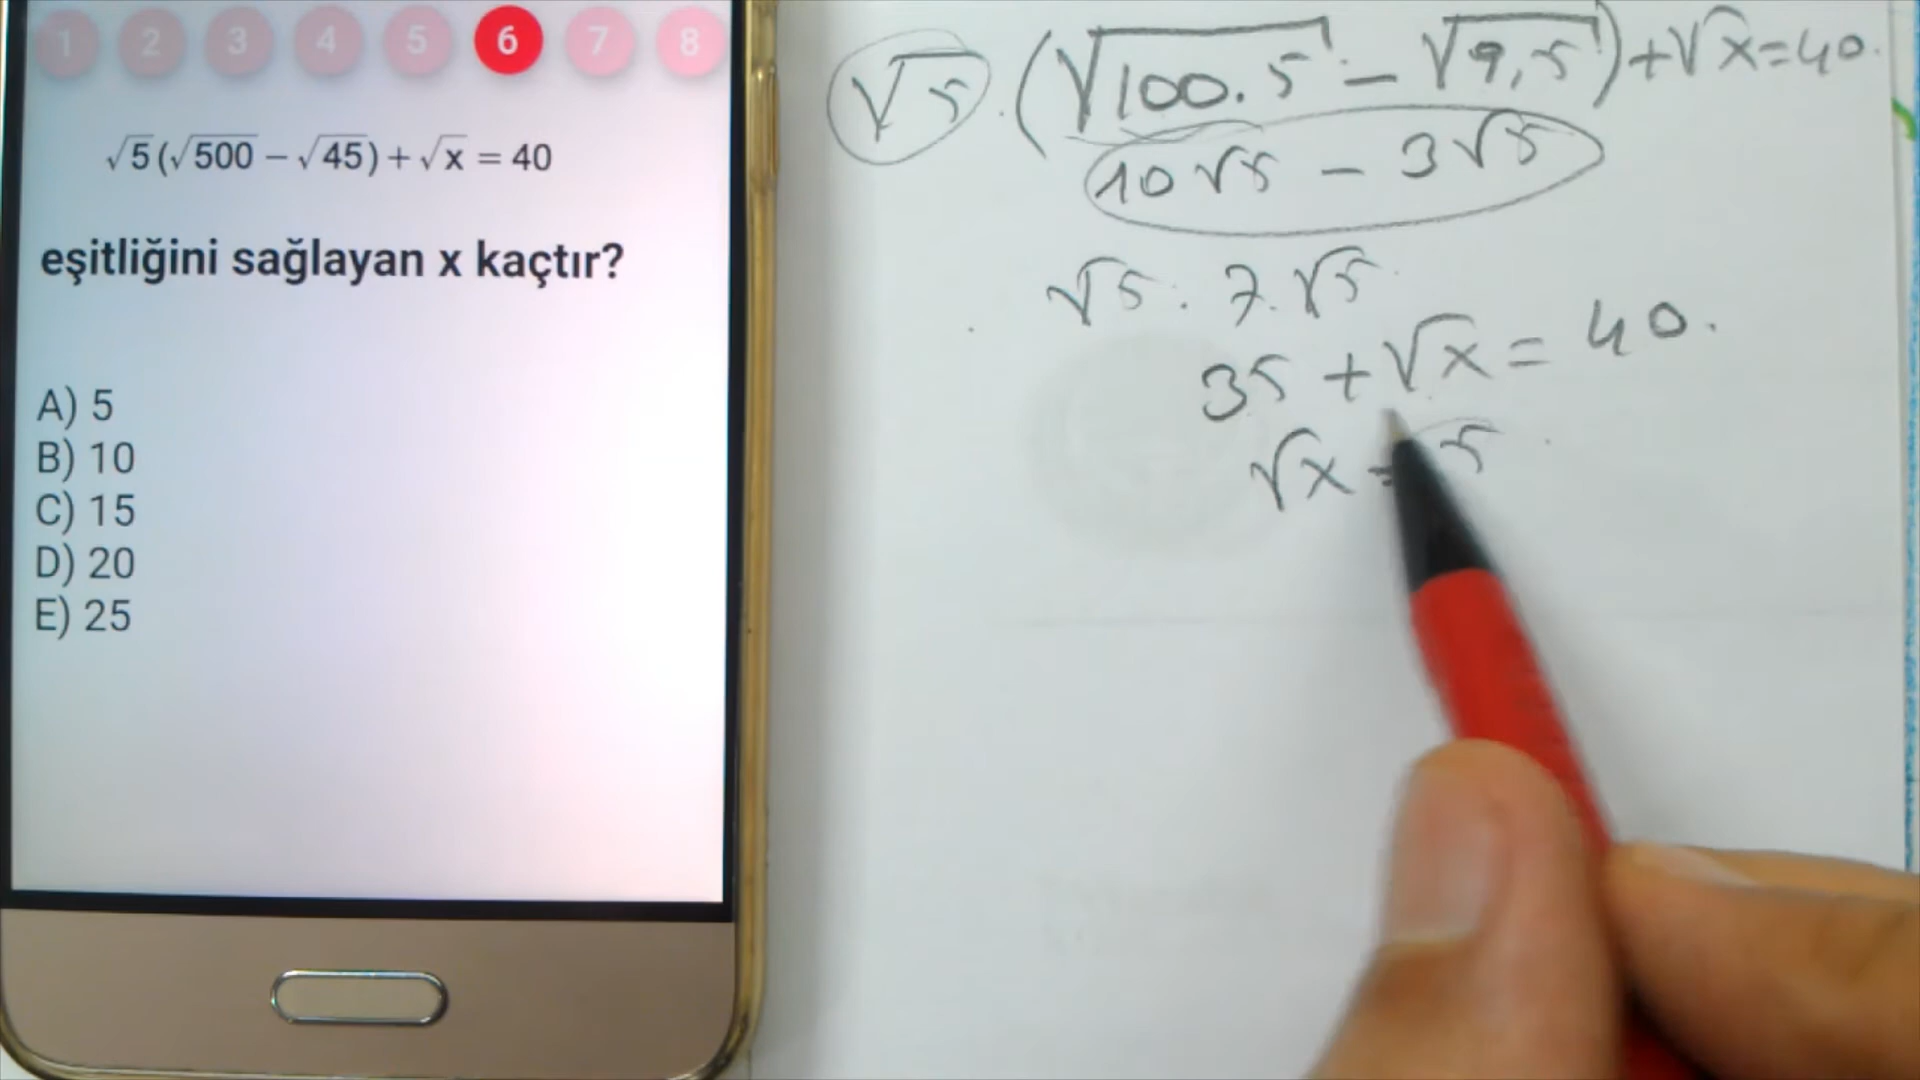 1 2 3 4 5 6 7 8
√5(√500 − √45) + √x = 40
eşitliğini sağlayan x kaçtır?
A) 5
B) 10
C) 15
D) 20
E) 25
√5 . (√100.5 − √9.5) + √x = 40.
10√5 − 3√5
√5 . 7.√5
35 + √x = 40.
√x = 5